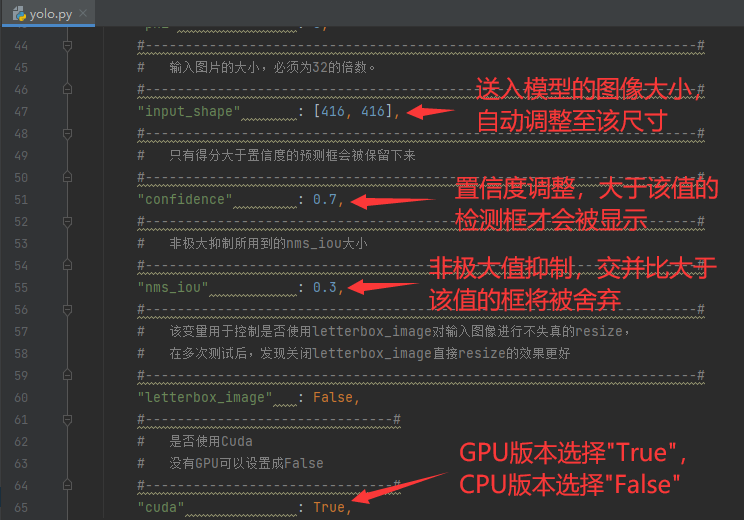 yolo.py
44 #----------------------------------------------------------------------#
45 #   输入图片的大小，必须为32的倍数。
46 #----------------------------------------------------------------------#
47 "input_shape" : [416, 416],
送入模型的图像大小，
自动调整至该尺寸
48 #----------------------------------------------------------------------#
49 #   只有得分大于置信度的预测框会被保留下来
50 #----------------------------------------------------------------------#
51 "confidence" : 0.7,
置信度调整，大于该值的
检测框才会被显示
52 #----------------------------------------------------------------------#
53 #   非极大抑制所用到的nms_iou大小
54 #----------------------------------------------------------------------#
55 "nms_iou" : 0.3,
非极大值抑制，交并比大于
该值的框将被舍弃
56 #----------------------------------------------------------------------#
57 #   该变量用于控制是否使用letterbox_image对输入图像进行不失真的resize，
58 #   在多次测试后，发现关闭letterbox_image直接resize的效果更好
59 #----------------------------------------------------------------------#
60 "letterbox_image" : False,
61 #-------------------------------#
62 #   是否使用Cuda
63 #   没有GPU可以设置成False
64 #-------------------------------#
65 "cuda" : True,
GPU版本选择"True"，
CPU版本选择"False"